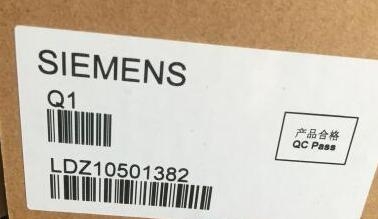 SIEMENS
Q1
产品合格
QC Pass
LDZ10501382